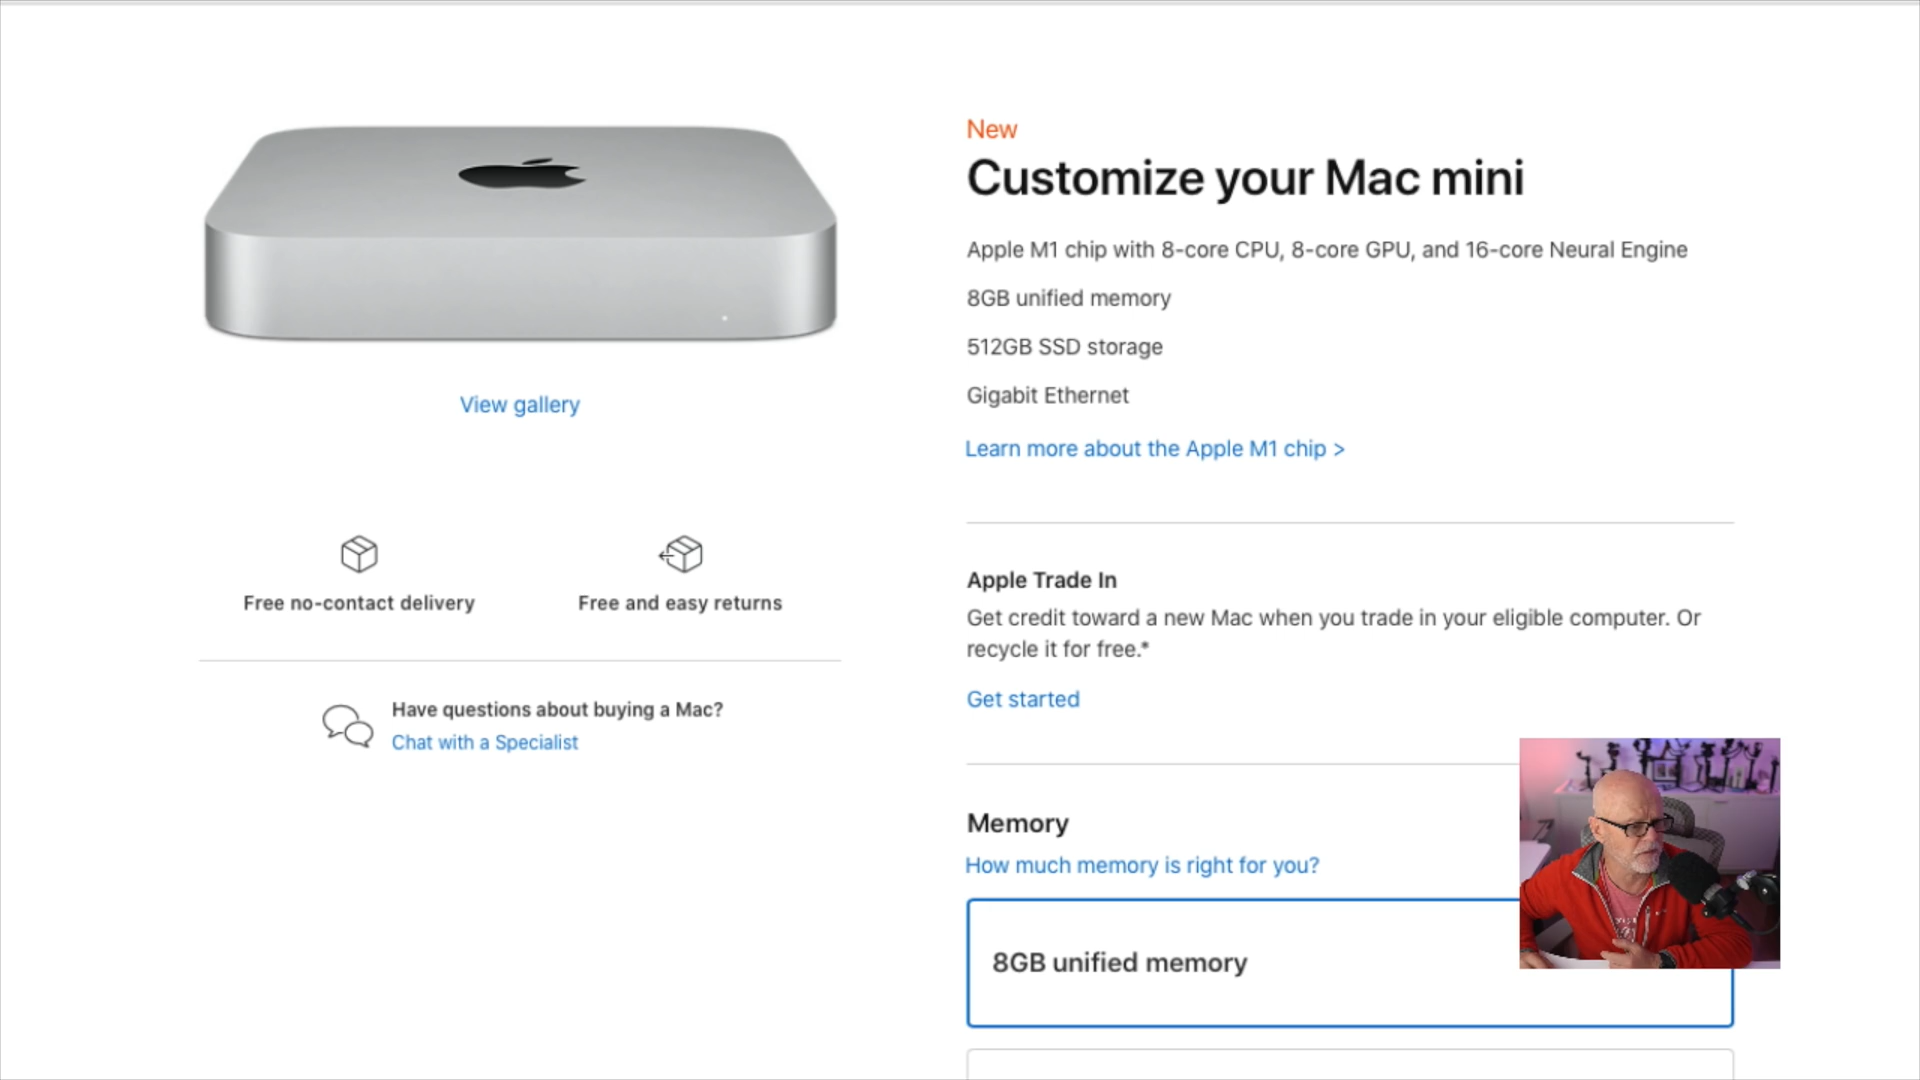 View gallery
Free no-contact delivery
Free and easy returns
Have questions about buying a Mac?
Chat with a Specialist
New
Customize your Mac mini
Apple M1 chip with 8-core CPU, 8-core GPU, and 16-core Neural Engine
8GB unified memory
512GB SSD storage
Gigabit Ethernet
Learn more about the Apple M1 chip >
Apple Trade In
Get credit toward a new Mac when you trade in your eligible computer. Or
recycle it for free.*
Get started
Memory
How much memory is right for you?
8GB unified memory